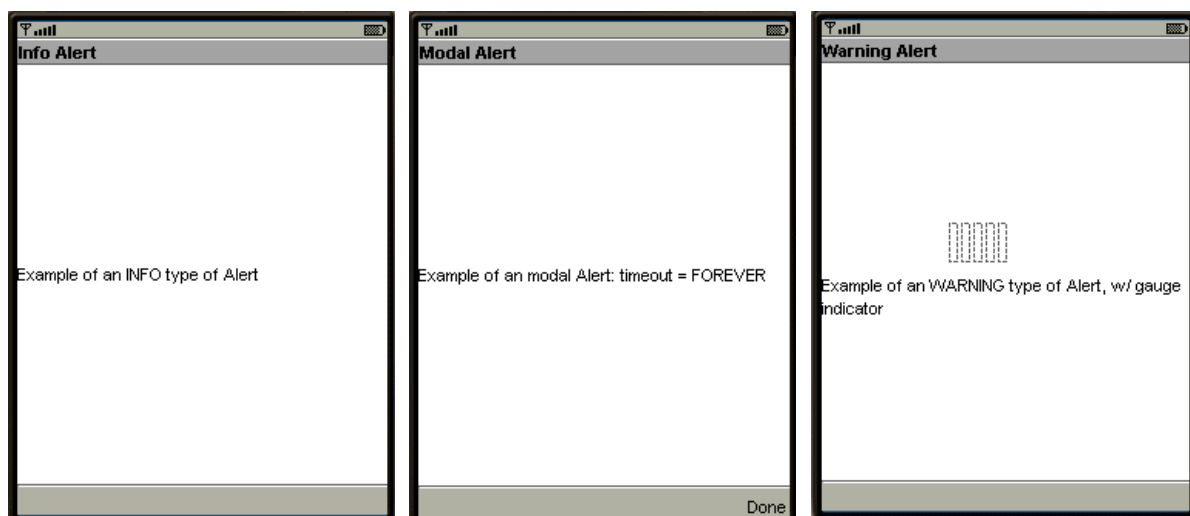 Info Alert
Example of an INFO type of Alert
Modal Alert
Example of an modal Alert: timeout = FOREVER
Done
Warning Alert
Example of an WARNING type of Alert, w/ gauge
indicator